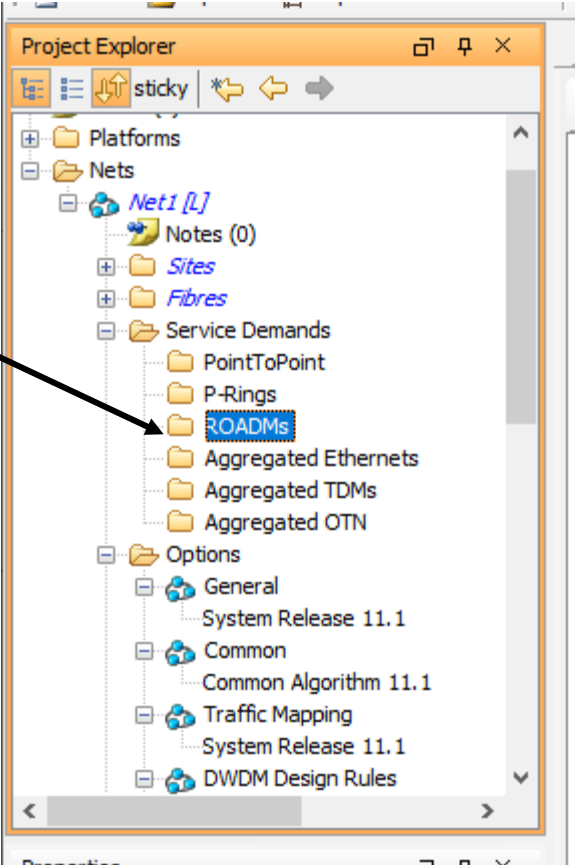 Project Explorer
sticky
Platforms
Nets
Net1 [L]
Notes (0)
Sites
Fibres
Service Demands
PointToPoint
P-Rings
ROADMs
Aggregated Ethernets
Aggregated TDMs
Aggregated OTN
Options
General
System Release 11.1
Common
Common Algorithm 11.1
Traffic Mapping
System Release 11.1
DWDM Design Rules